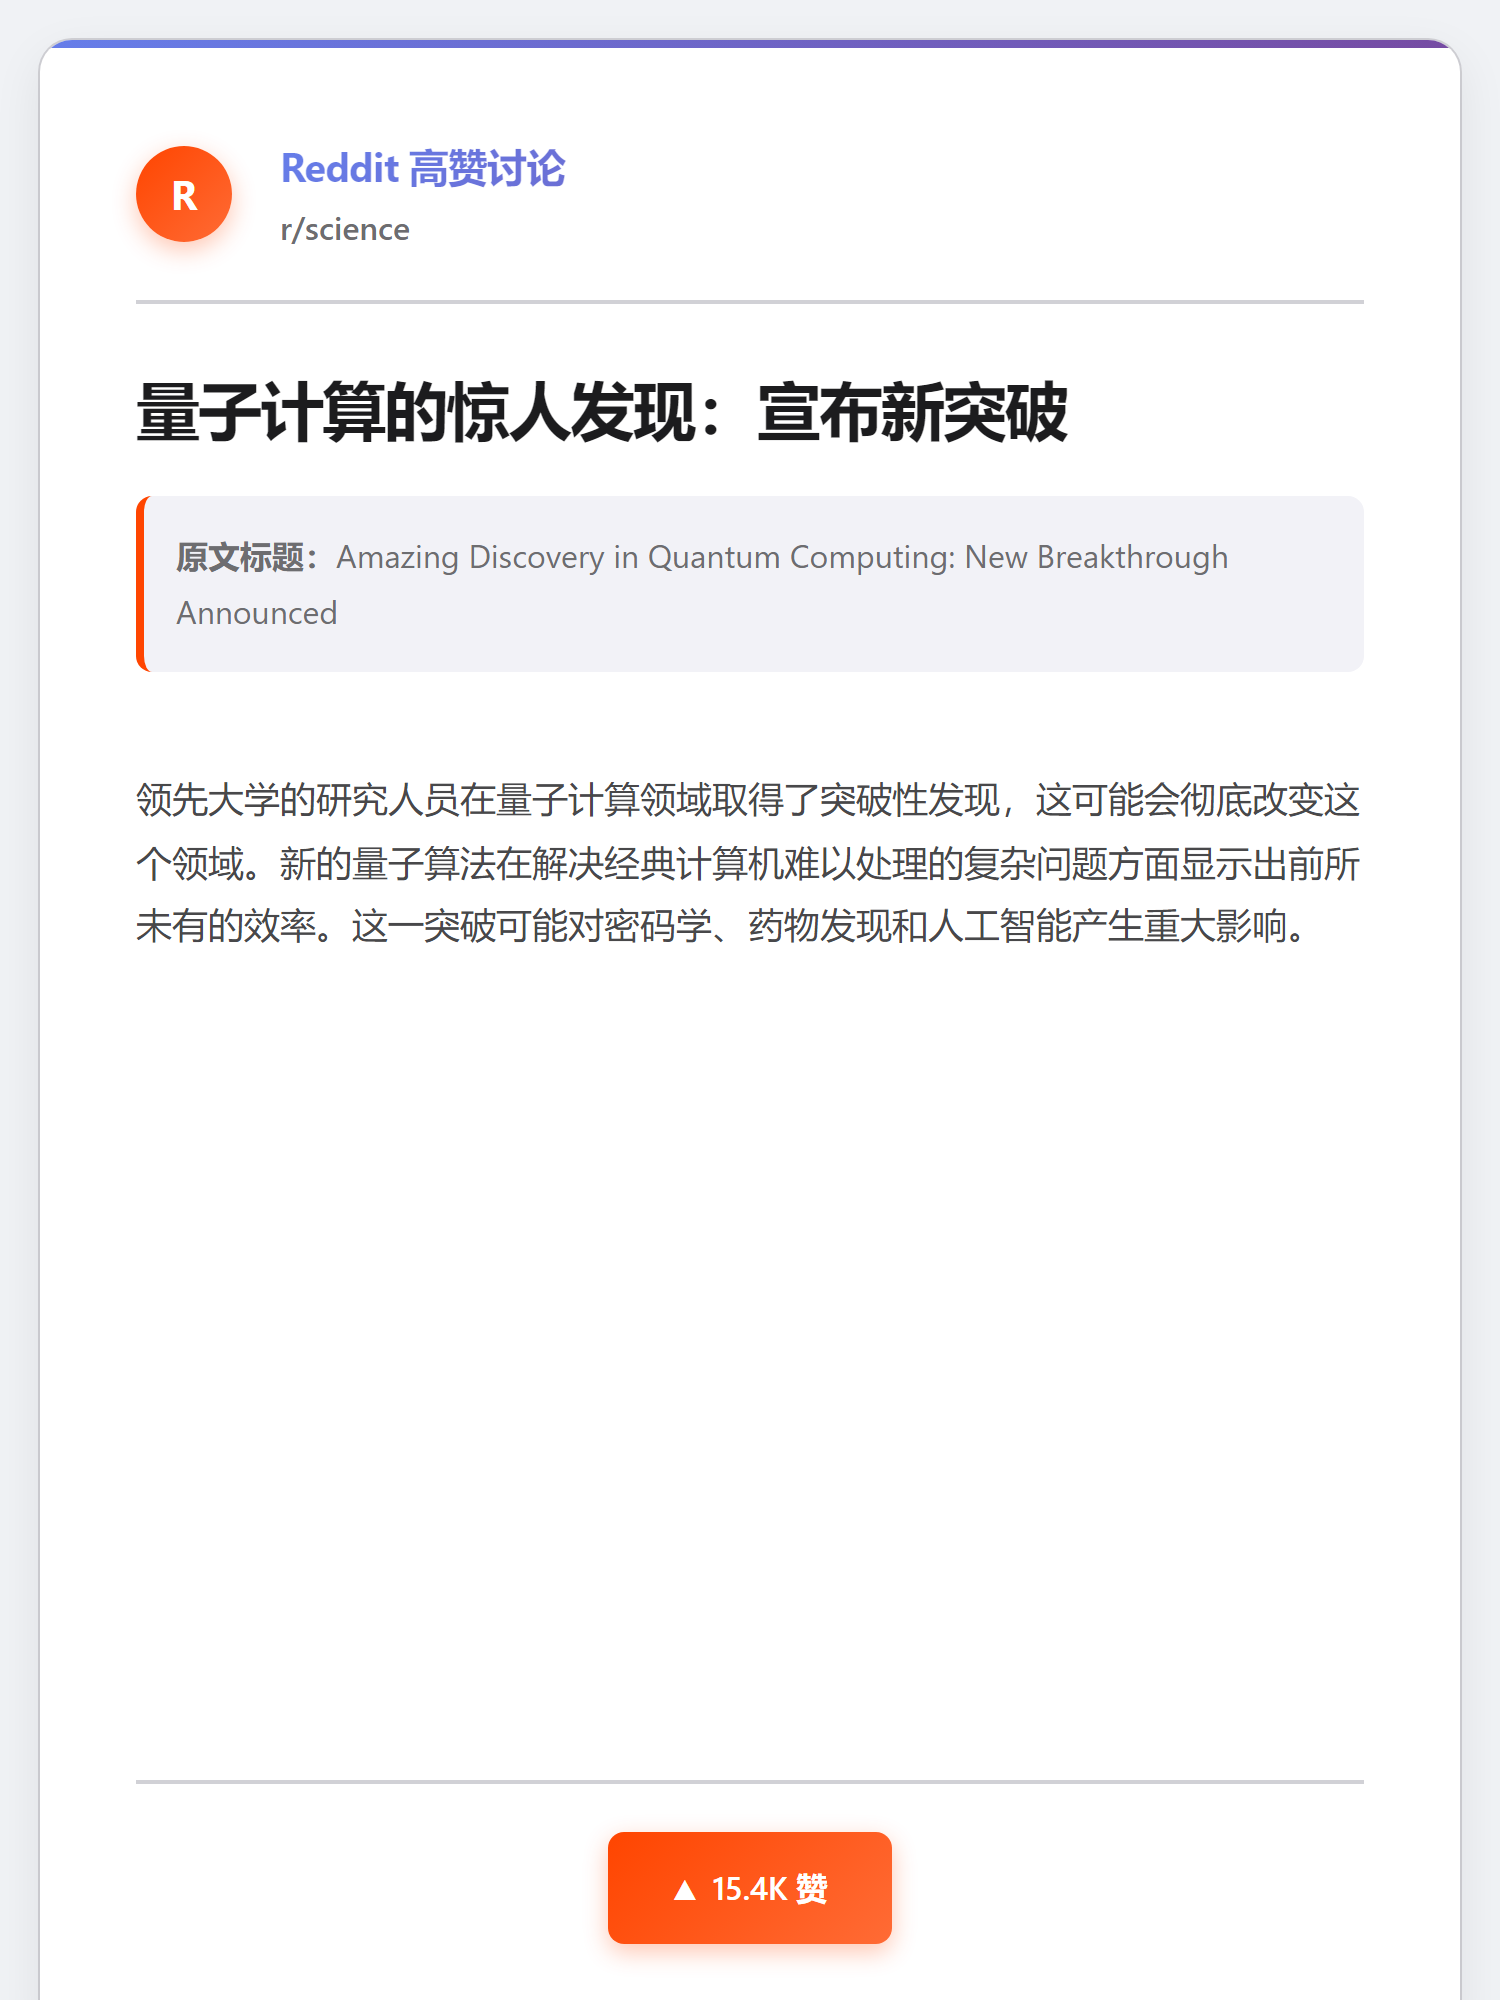 R
Reddit 高赞讨论
r/science
量子计算的惊人发现：宣布新突破
原文标题：Amazing Discovery in Quantum Computing: New Breakthrough
Announced
领先大学的研究人员在量子计算领域取得了突破性发现，这可能会彻底改变这
个领域。新的量子算法在解决经典计算机难以处理的复杂问题方面显示出前所
未有的效率。这一突破可能对密码学、药物发现和人工智能产生重大影响。
▲ 15.4K 赞